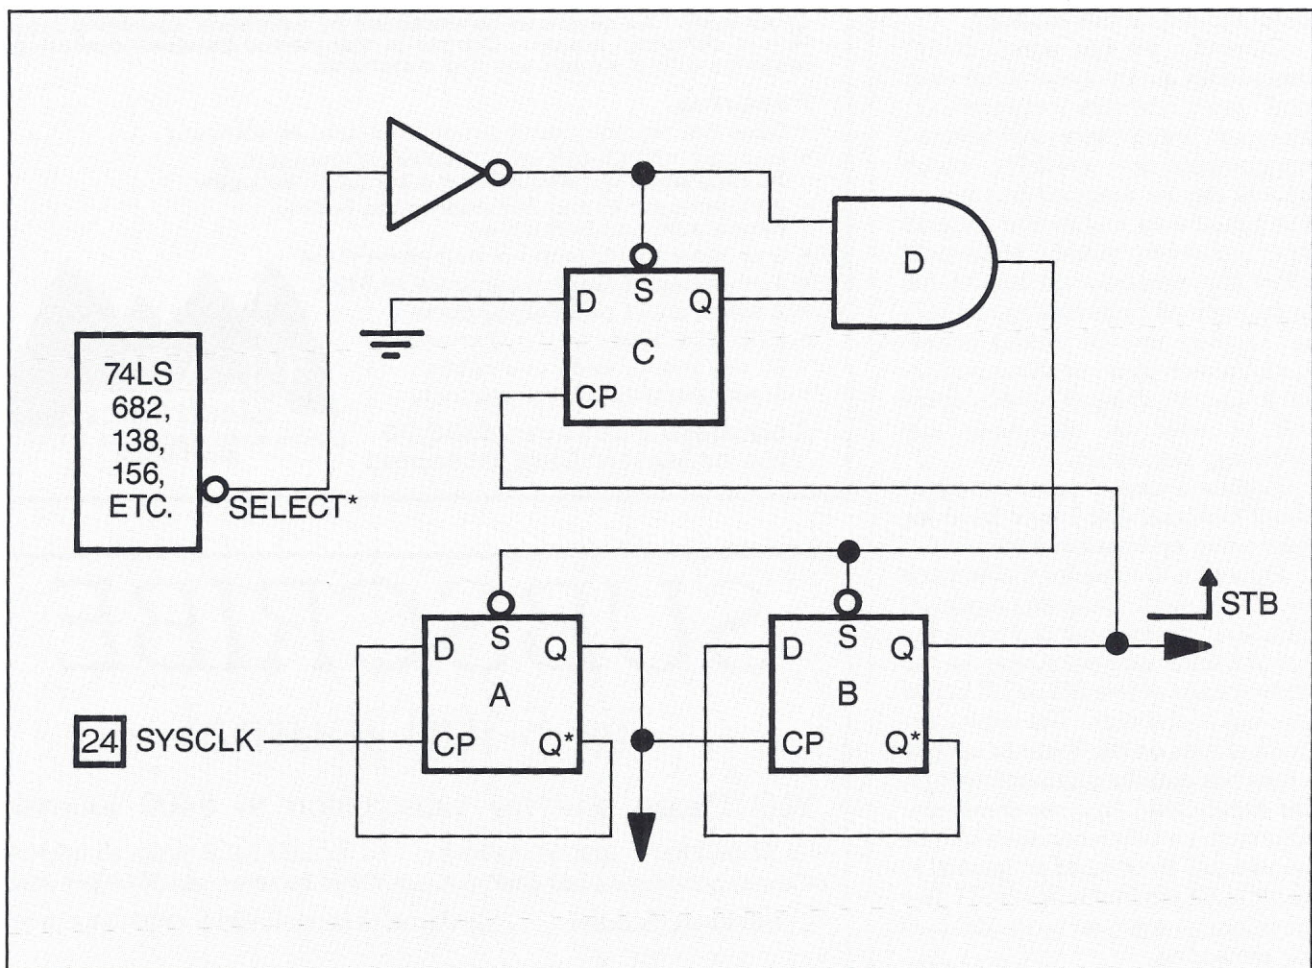 D
D
S
Q
C
CP
74LS
682,
138,
156,
ETC.
SELECT*
STB
D
S
Q
A
CP
Q*
D
S
Q
B
CP
Q*
24
SYSCLK